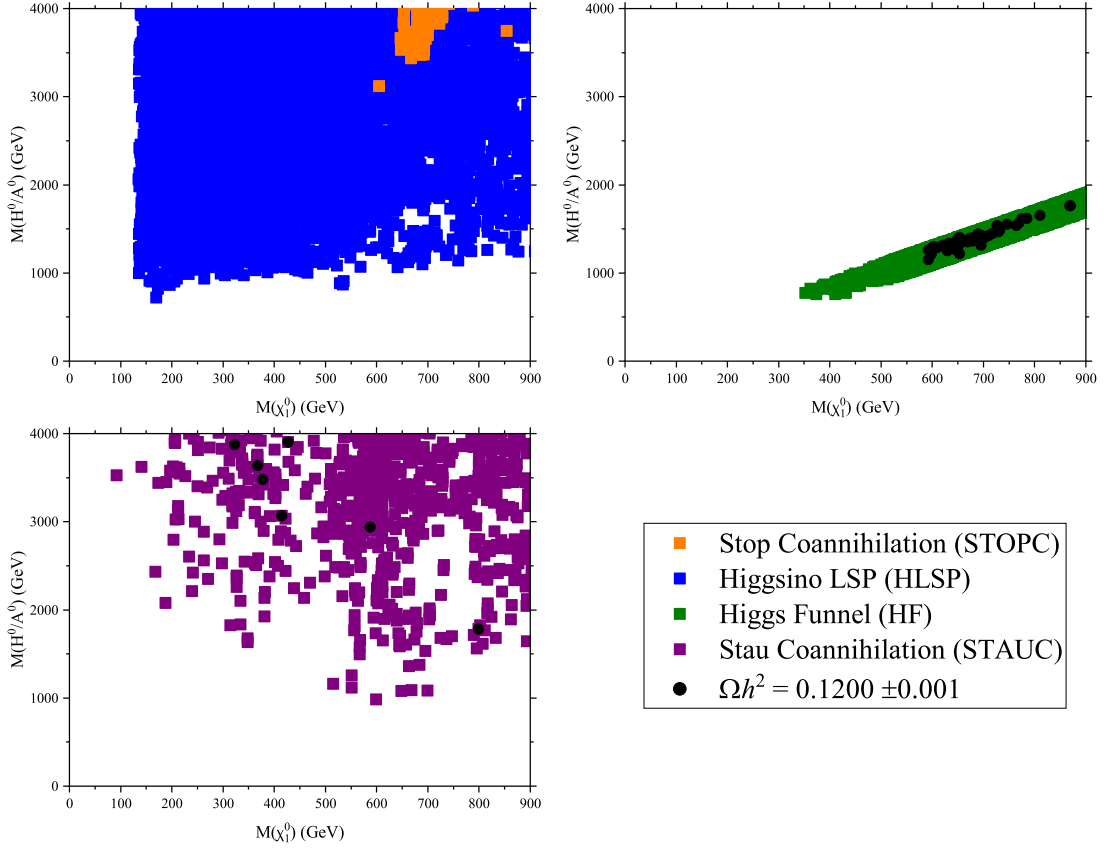 4000
3000
2000
1000
0
M(H⁰/A⁰) (GeV)
0 100 200 300 400 500 600 700 800 900
M(χ₁⁰) (GeV)
4000
3000
2000
1000
0
M(H⁰/A⁰) (GeV)
0 100 200 300 400 500 600 700 800 900
M(χ₁⁰) (GeV)
4000
3000
2000
1000
0
M(H⁰/A⁰) (GeV)
0 100 200 300 400 500 600 700 800 900
M(χ₁⁰) (GeV)
Stop Coannihilation (STOPC)
Higgsino LSP (HLSP)
Higgs Funnel (HF)
Stau Coannihilation (STAUC)
Ωh² = 0.1200 ±0.001